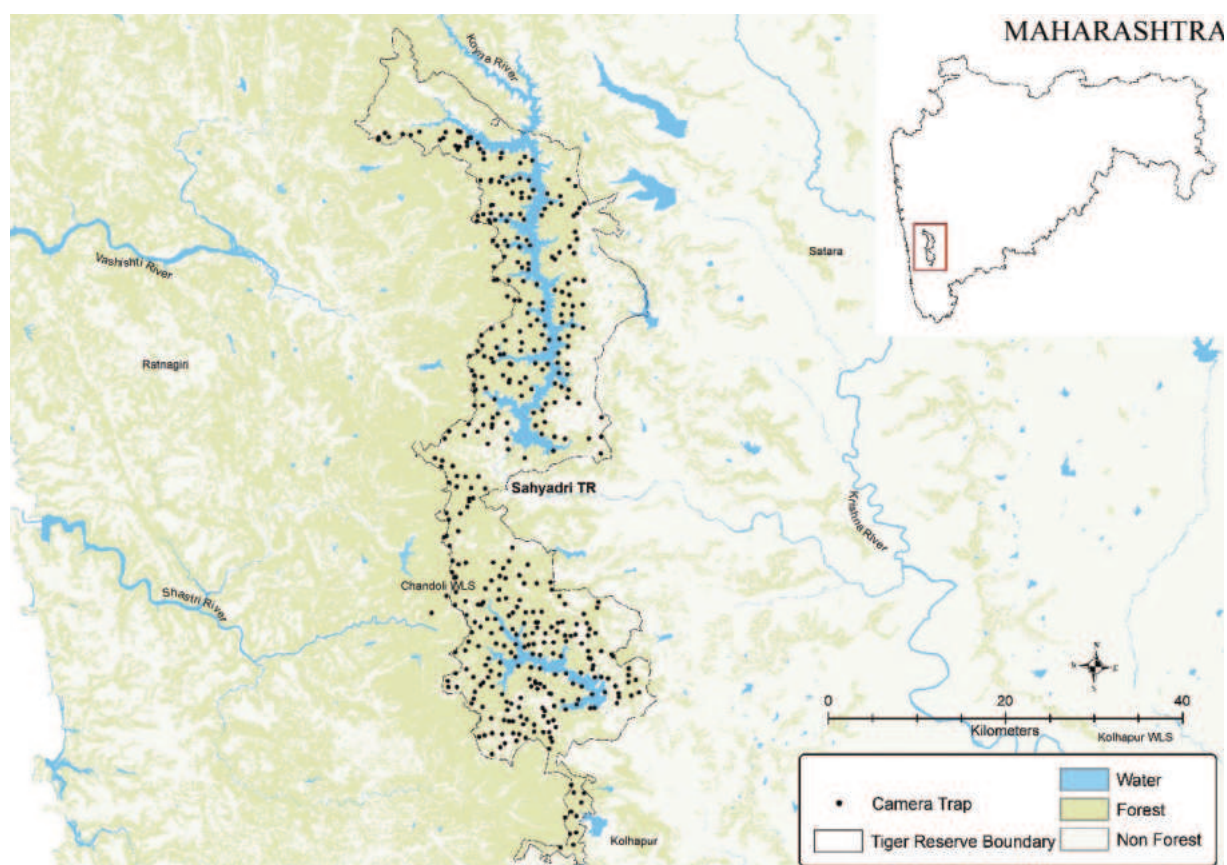 MAHARASHTRA
Koyna River
Satara
Vashishti River
Ratnagiri
Sahyadri TR
Krishna River
Chandoli WLS
Shastri River
N
E
S
0 20 40
Kilometers
Kolhapur WLS
Kolhapur
Camera Trap
Tiger Reserve Boundary
Water
Forest
Non Forest